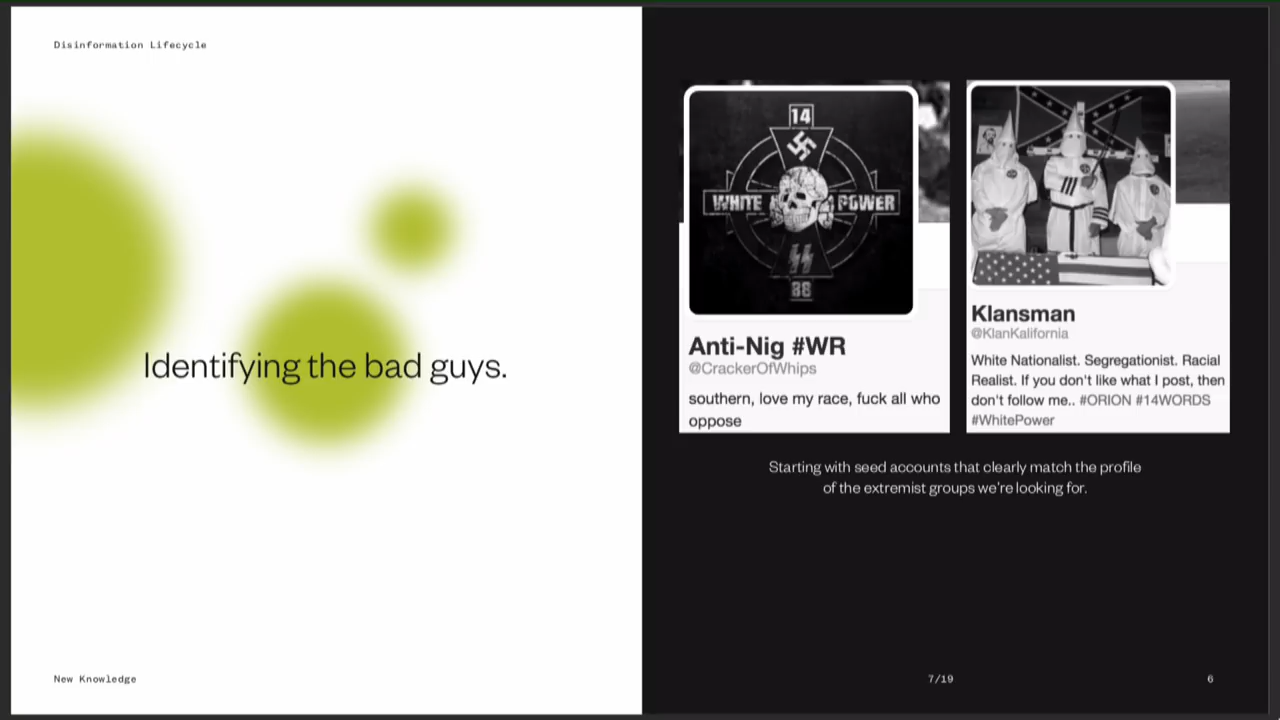 Disinformation Lifecycle
Identifying the bad guys.
New Knowledge
14
WHITE POWER
88
Anti-Nig #WR
@CrackerOfWhips
southern, love my race, fuck all who
oppose
Klansman
@KlanKalifornia
White Nationalist. Segregationist. Racial
Realist. If you don't like what I post, then
don't follow me.. #ORION #14WORDS
#WhitePower
Starting with seed accounts that clearly match the profile
of the extremist groups we're looking for.
7/19
6